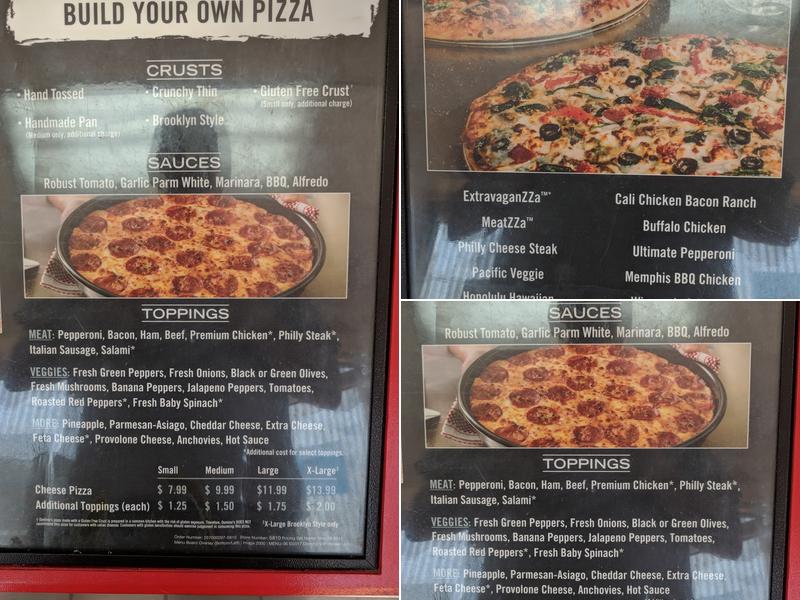 BUILD YOUR OWN PIZZA
CRUSTS
• Hand Tossed
• Crunchy Thin
• Gluten Free Crust†
(Small only, additional charge)
• Handmade Pan
(Medium only, additional charge)
• Brooklyn Style
SAUCES
Robust Tomato, Garlic Parm White, Marinara, BBQ, Alfredo
TOPPINGS
MEAT: Pepperoni, Bacon, Ham, Beef, Premium Chicken*, Philly Steak*,
Italian Sausage, Salami*
VEGGIES: Fresh Green Peppers, Fresh Onions, Black or Green Olives,
Fresh Mushrooms, Banana Peppers, Jalapeno Peppers, Tomatoes,
Roasted Red Peppers*, Fresh Baby Spinach*
MORE: Pineapple, Parmesan-Asiago, Cheddar Cheese, Extra Cheese,
Feta Cheese*, Provolone Cheese, Anchovies, Hot Sauce
*Additional cost for select toppings.
Small Medium Large X-Large‡
Cheese Pizza $ 7.99 $ 9.99 $11.99 $13.99
Additional Toppings (each) $ 1.25 $ 1.50 $ 1.75 $ 2.00
‡X-Large Brooklyn Style only
ExtravaganZZa™*
MeatZZa™
Philly Cheese Steak
Pacific Veggie
Honolulu Hawaiian
Cali Chicken Bacon Ranch
Buffalo Chicken
Ultimate Pepperoni
Memphis BBQ Chicken
SAUCES
Robust Tomato, Garlic Parm White, Marinara, BBQ, Alfredo
TOPPINGS
MEAT: Pepperoni, Bacon, Ham, Beef, Premium Chicken*, Philly Steak*,
Italian Sausage, Salami*
VEGGIES: Fresh Green Peppers, Fresh Onions, Black or Green Olives,
Fresh Mushrooms, Banana Peppers, Jalapeno Peppers, Tomatoes,
Roasted Red Peppers*, Fresh Baby Spinach*
MORE: Pineapple, Parmesan-Asiago, Cheddar Cheese, Extra Cheese,
Feta Cheese*, Provolone Cheese, Anchovies, Hot Sauce